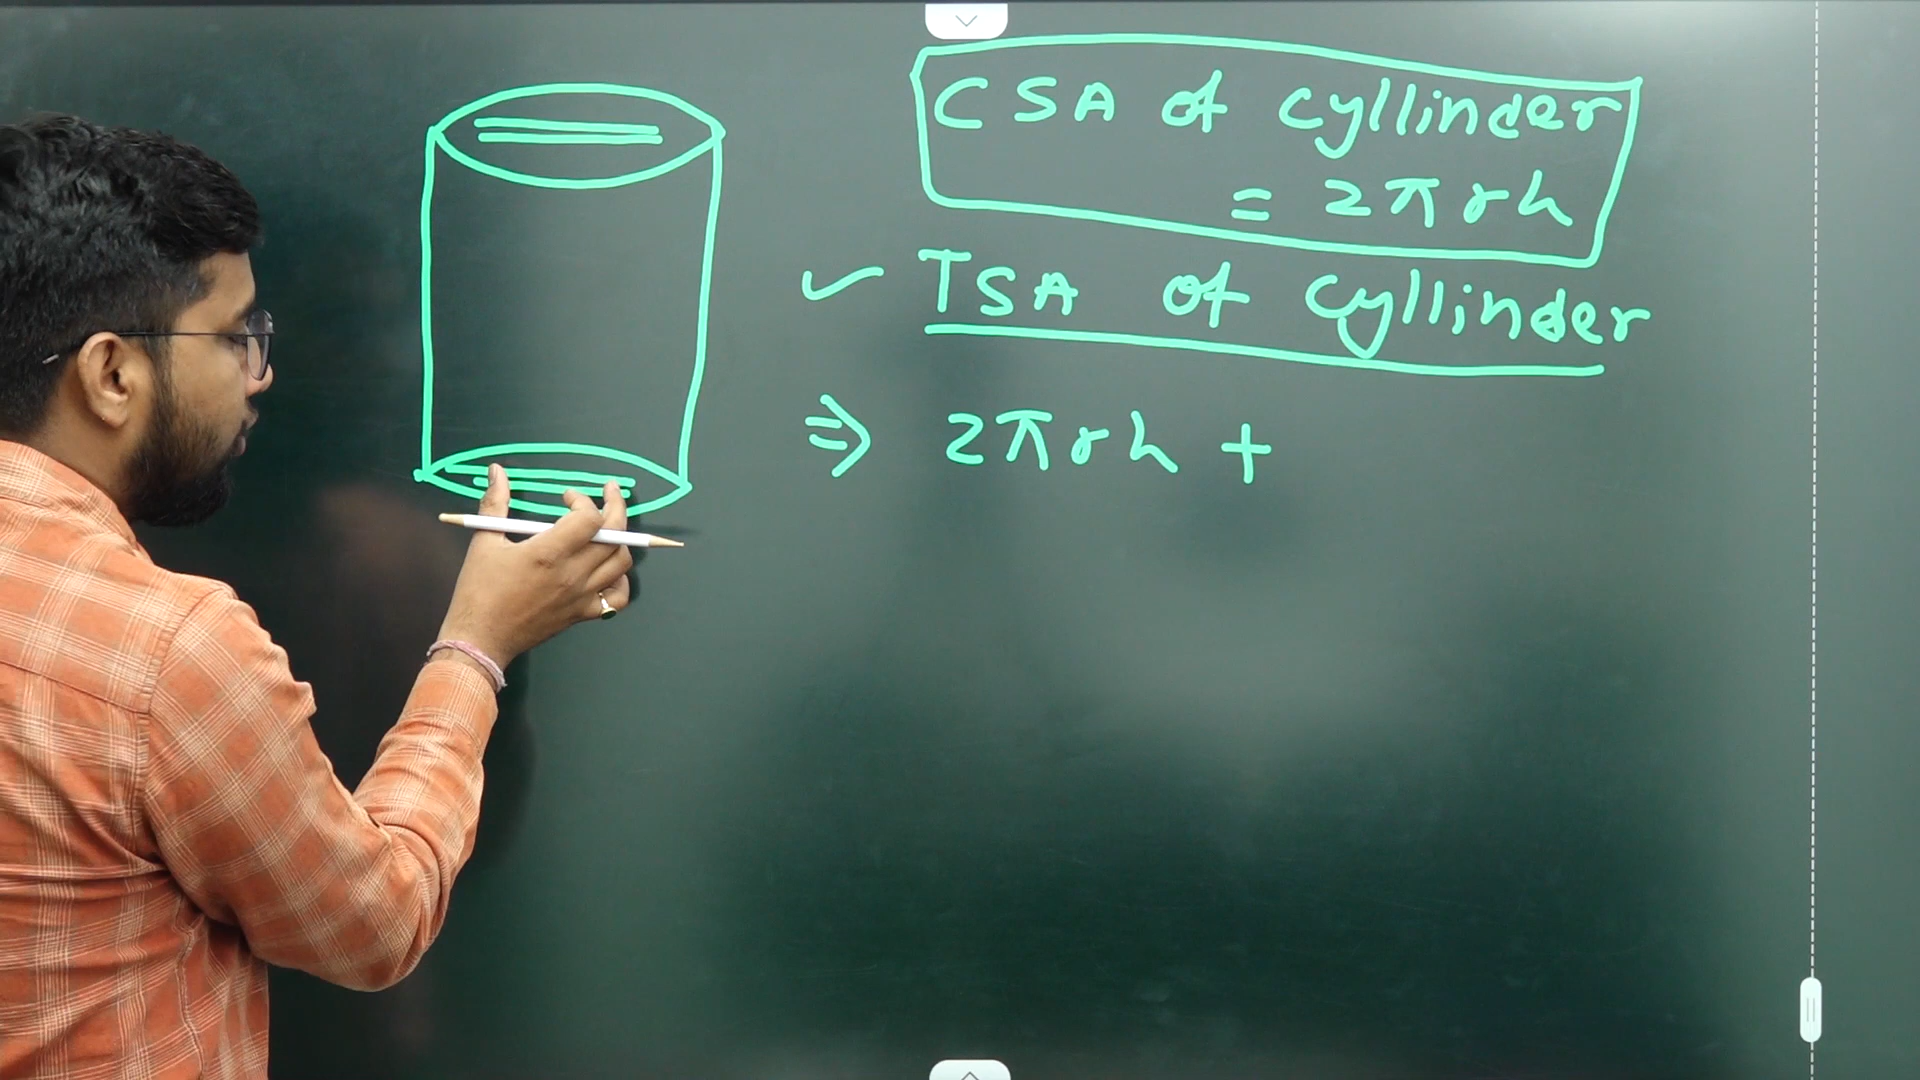 CSA of cyllinder
= 2πrh
✓ TSA of cyllinder
⇒ 2πrh +